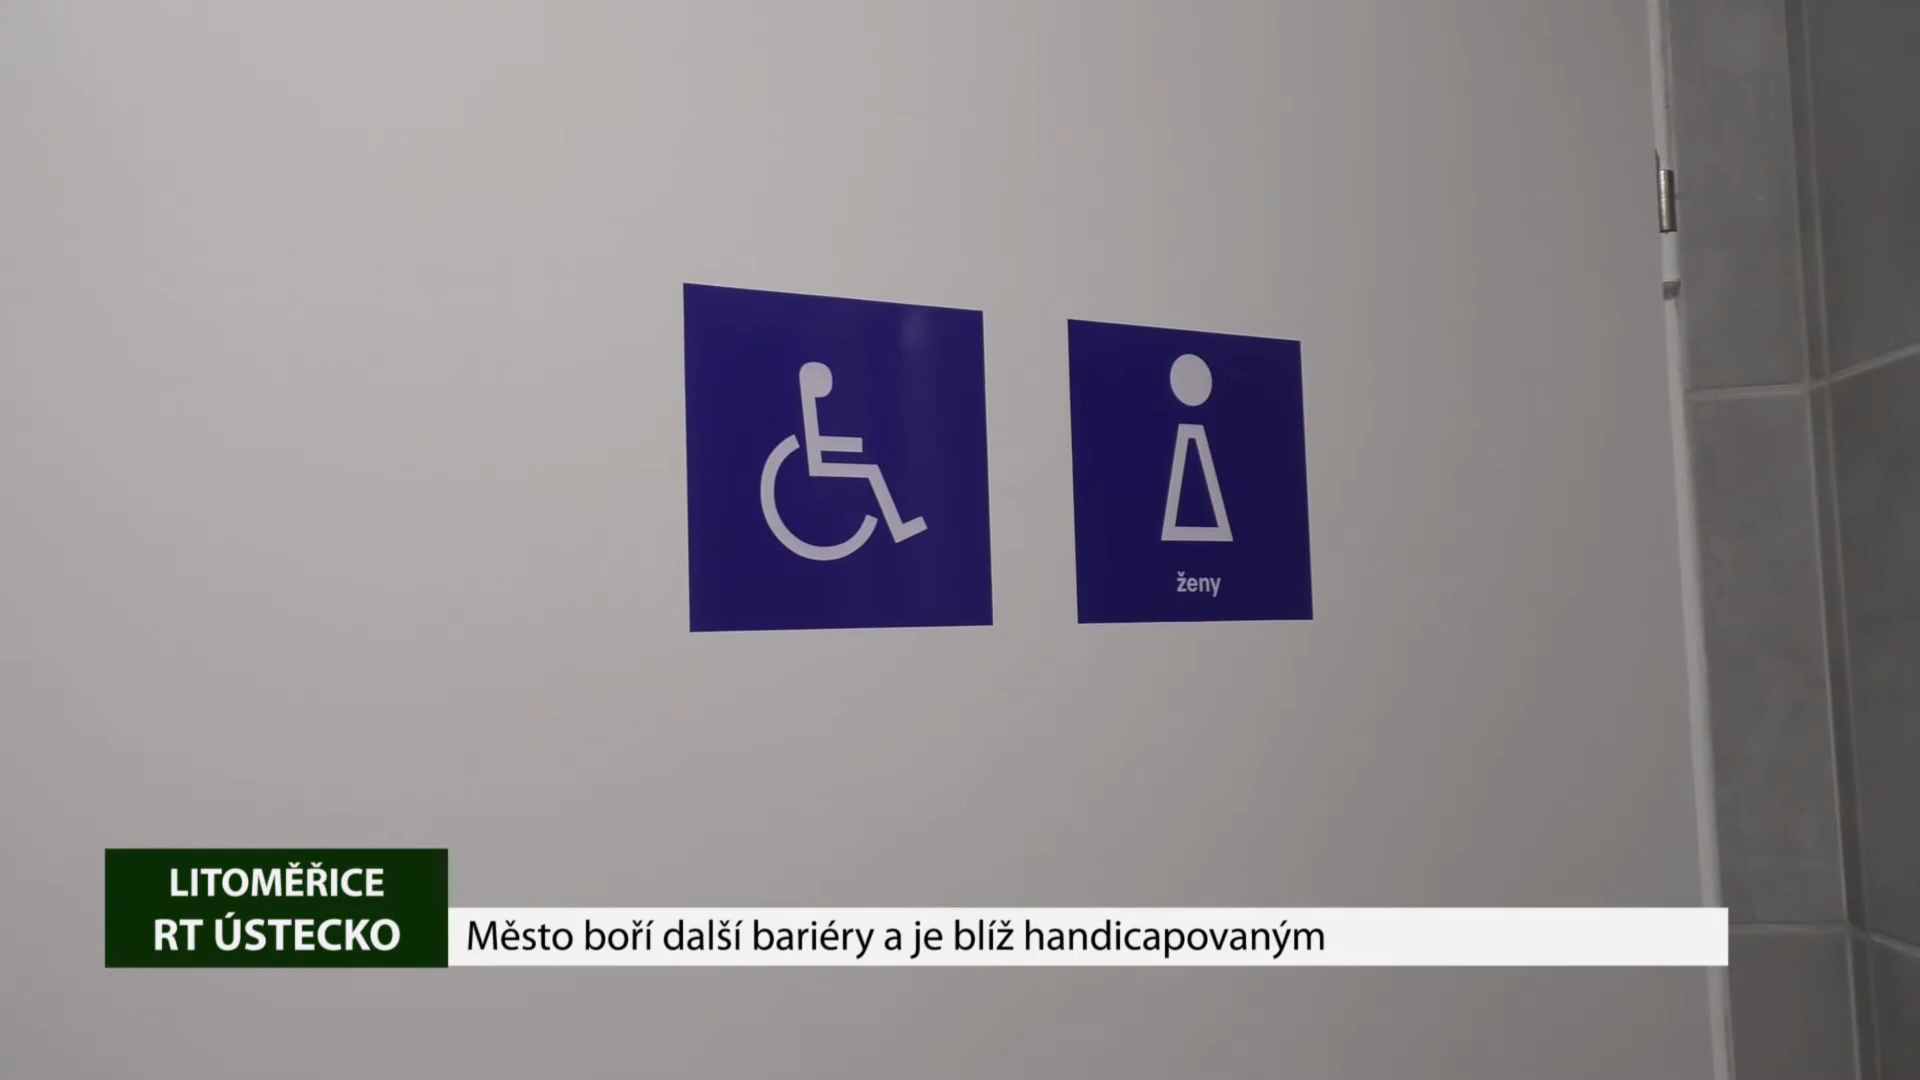 ženy
LITOMĚŘICE
RT ÚSTECKO
Město boří další bariéry a je blíž handicapovaným